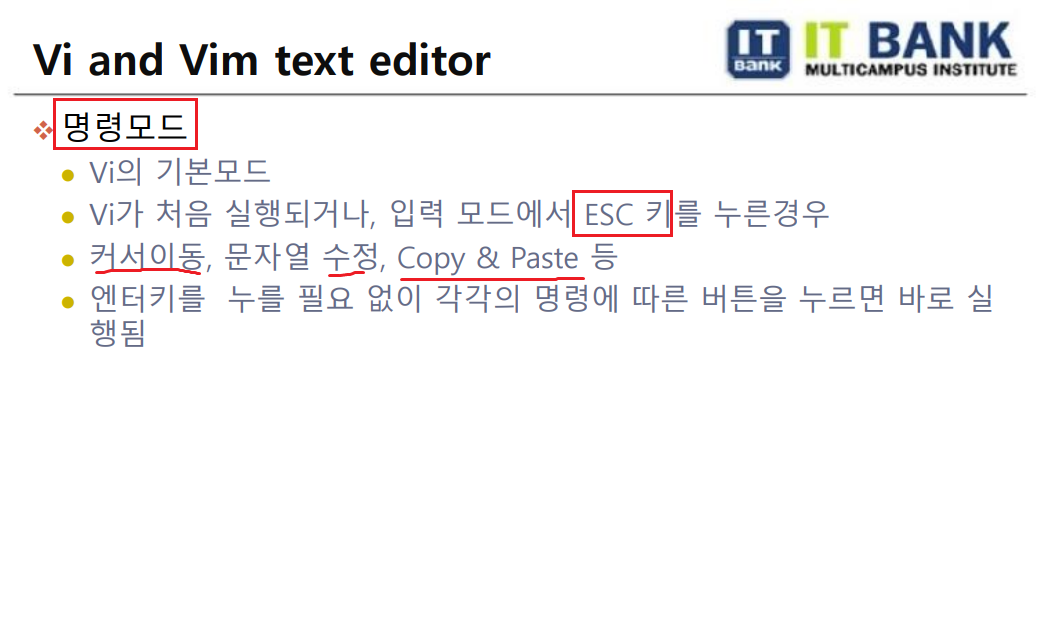 Vi and Vim text editor
IT
BANK
IT BANK
MULTICAMPUS INSTITUTE
명령모드
Vi의 기본모드
Vi가 처음 실행되거나, 입력 모드에서 ESC 키를 누른경우
커서이동, 문자열 수정, Copy & Paste 등
엔터키를 누를 필요 없이 각각의 명령에 따른 버튼을 누르면 바로 실
행됨